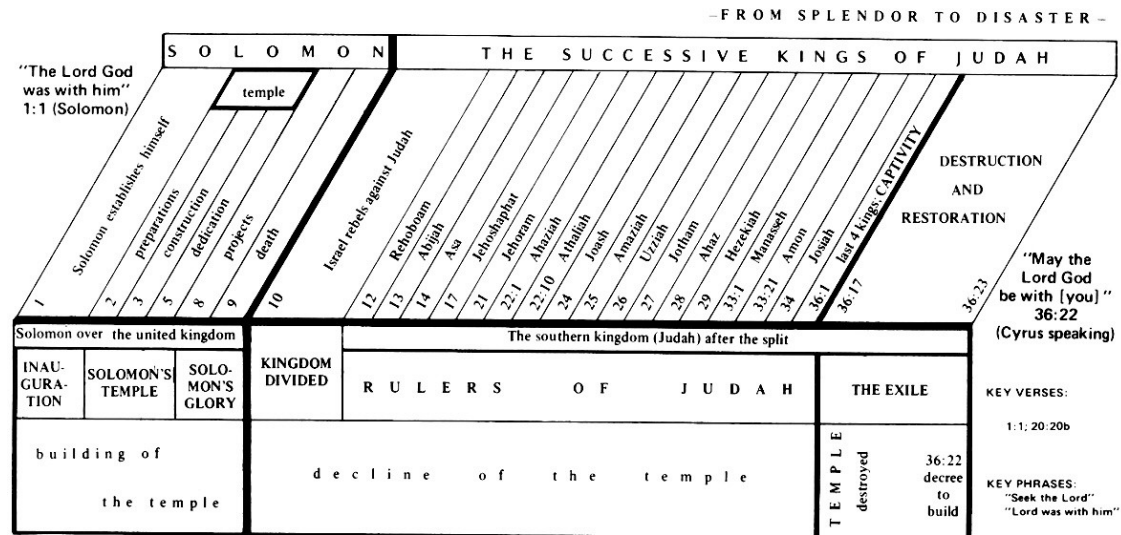 –FROM SPLENDOR TO DISASTER–
SOLOMON
THE SUCCESSIVE KINGS OF JUDAH
"The Lord God
was with him"
1:1 (Solomon)
temple
Solomon establishes himself
preparations
construction
dedication
projects
death
Israel rebels against Judah
Rehoboam
Abijah
Asa
Jehoshaphat
Jehoram
Ahaziah
Athaliah
Joash
Amaziah
Uzziah
Jotham
Ahaz
Hezekiah
Manasseh
Amon
Josiah
last 4 kings; CAPTIVITY
DESTRUCTION
AND
RESTORATION
"May the
Lord God
be with [you] "
36:22
(Cyrus speaking)
1
2
3
5
8
9
10
12
13
14
17
21
22:1
22:10
24
25
26
27
28
29
33:1
33:21
34
36:1
36:17
36:23
Solomon over the united kingdom
The southern kingdom (Judah) after the split
INAU-
GURA-
TION
SOLOMON'S
TEMPLE
SOLO-
MON'S
GLORY
KINGDOM
DIVIDED
RULERS OF JUDAH
THE EXILE
building of
the temple
decline of the temple
TEMPLE
destroyed
36:22
decree
to
build
KEY VERSES:
1:1; 20:20b
KEY PHRASES:
"Seek the Lord"
"Lord was with him"